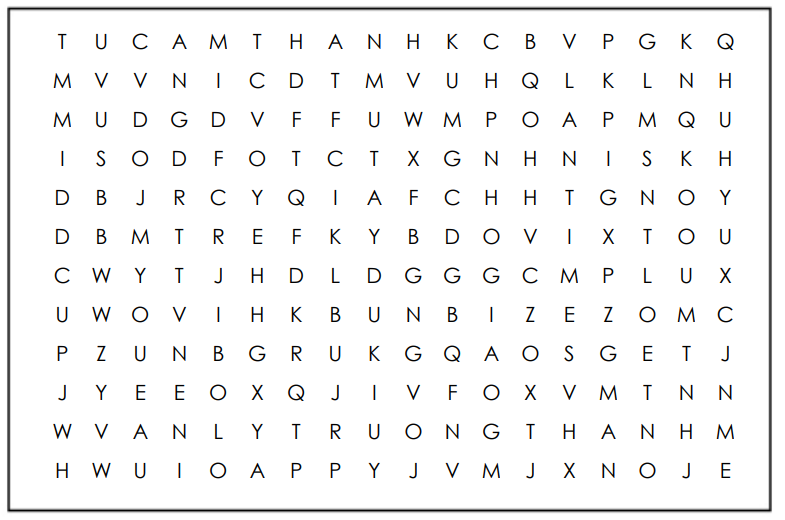 T U C A M T H A N H K C B V P G K Q
M V V N I C D T M V U H Q L K L N H
M U D G D V F F U W M P O A P M Q U
I S O D F O T C T X G N H N I S K H
D B J R C Y Q I A F C H H T G N O Y
D B M T R E F K Y B D O V I X T O U
C W Y T J H D L D G G G C M P L U X
U W O V I H K B U N B I Z E Z O M C
P Z U N B G R U K G Q A O S G E T J
J Y E E O X Q J I V F O X V M T N N
W V A N L Y T R U O N G T H A N H M
H W U I O A P P Y J V M J X N O J E